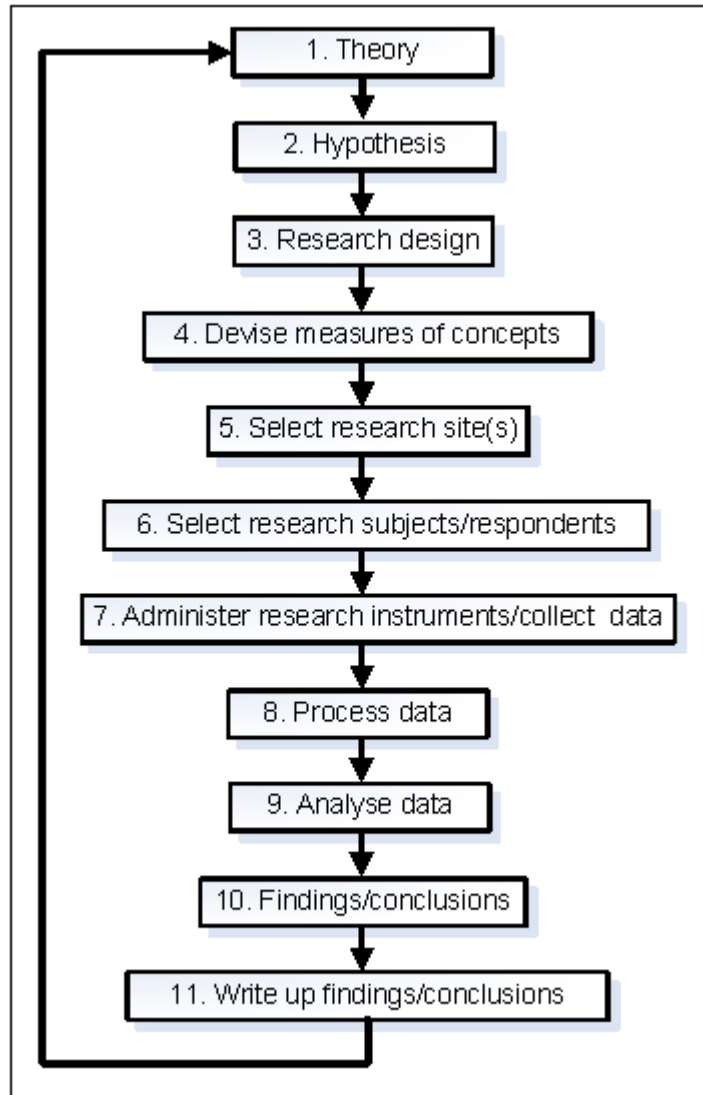 1. Theory
2. Hypothesis
3. Research design
4. Devise measures of concepts
5. Select research site(s)
6. Select research subjects/respondents
7. Administer research instruments/collect data
8. Process data
9. Analyse data
10. Findings/conclusions
11. Write up findings/conclusions